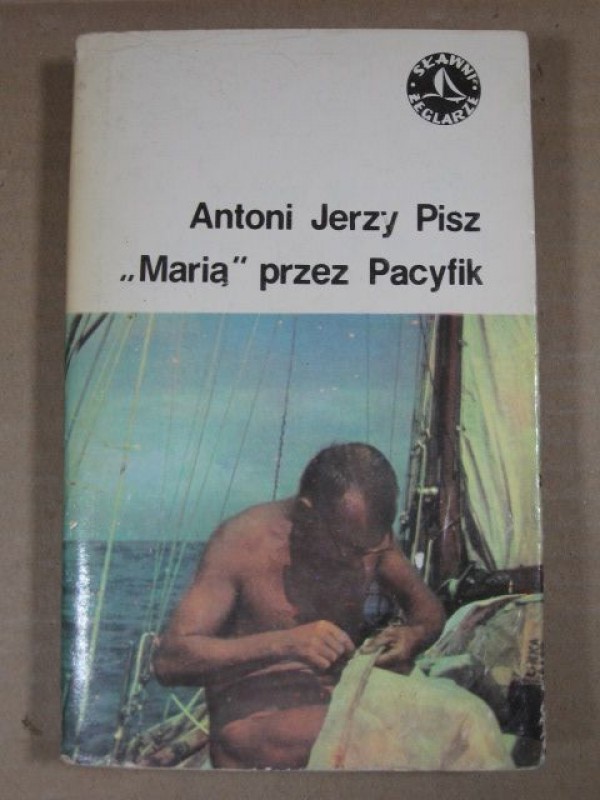 SŁAWNI
ŻEGLARZE
Antoni Jerzy Pisz
„Marią” przez Pacyfik